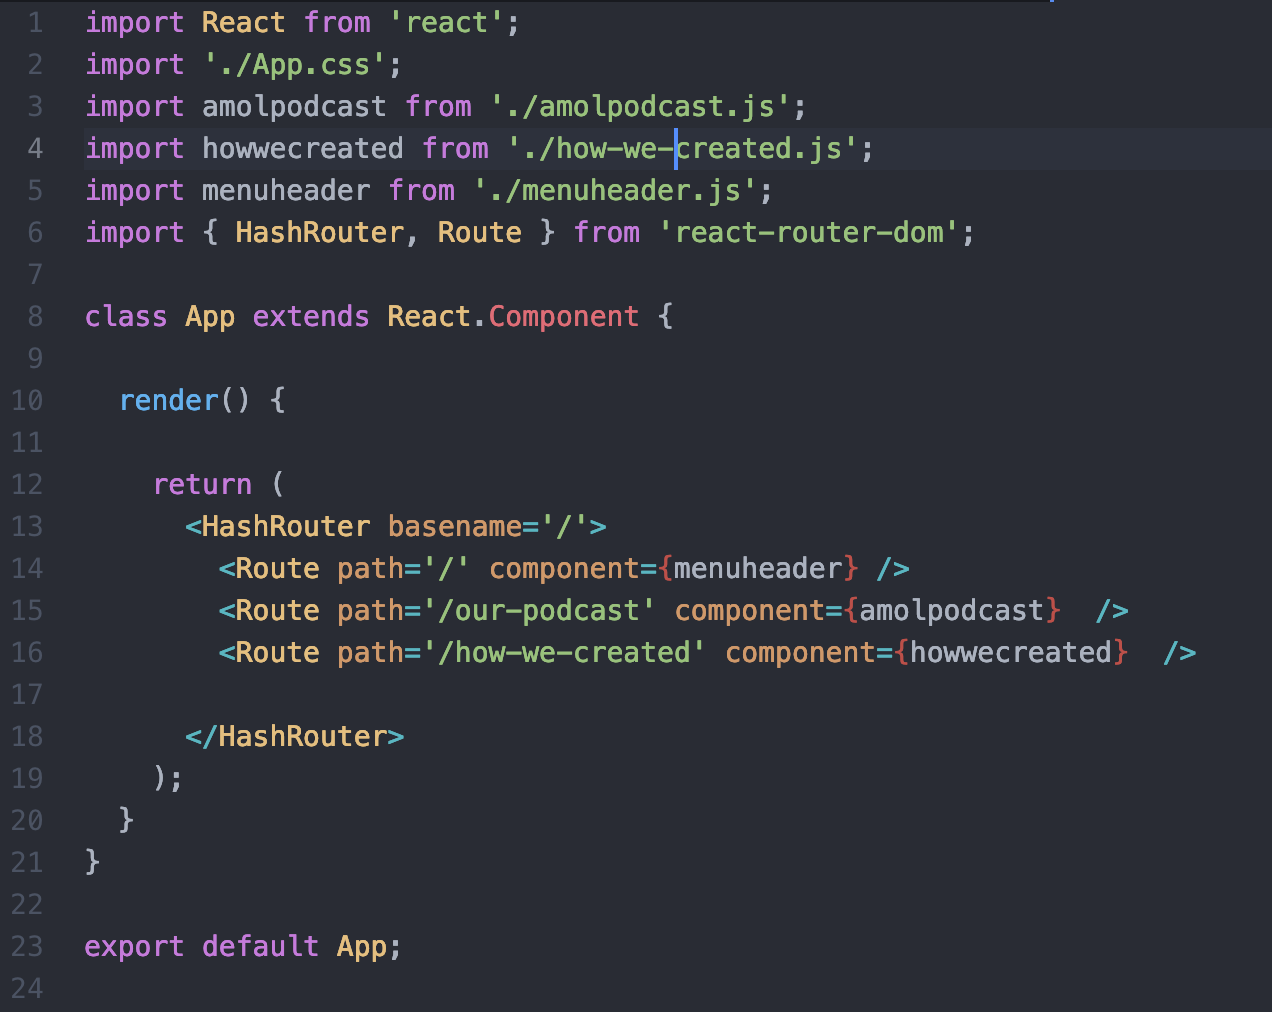 1 import React from 'react';
2 import './App.css';
3 import amolpodcast from './amolpodcast.js';
4 import howwecreated from './how-we-created.js';
5 import menuheader from './menuheader.js';
6 import { HashRouter, Route } from 'react-router-dom';
7
8 class App extends React.Component {
9
10   render() {
11
12     return (
13       <HashRouter basename='/'>
14         <Route path='/' component={menuheader} />
15         <Route path='/our-podcast' component={amolpodcast}  />
16         <Route path='/how-we-created' component={howwecreated}  />
17
18       </HashRouter>
19     );
20   }
21 }
22
23 export default App;
24